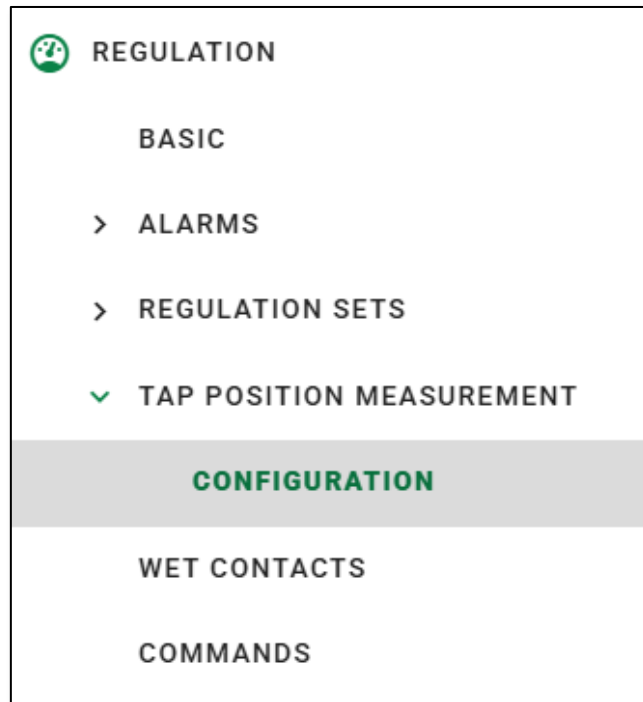 REGULATION
BASIC
ALARMS
REGULATION SETS
TAP POSITION MEASUREMENT
CONFIGURATION
WET CONTACTS
COMMANDS